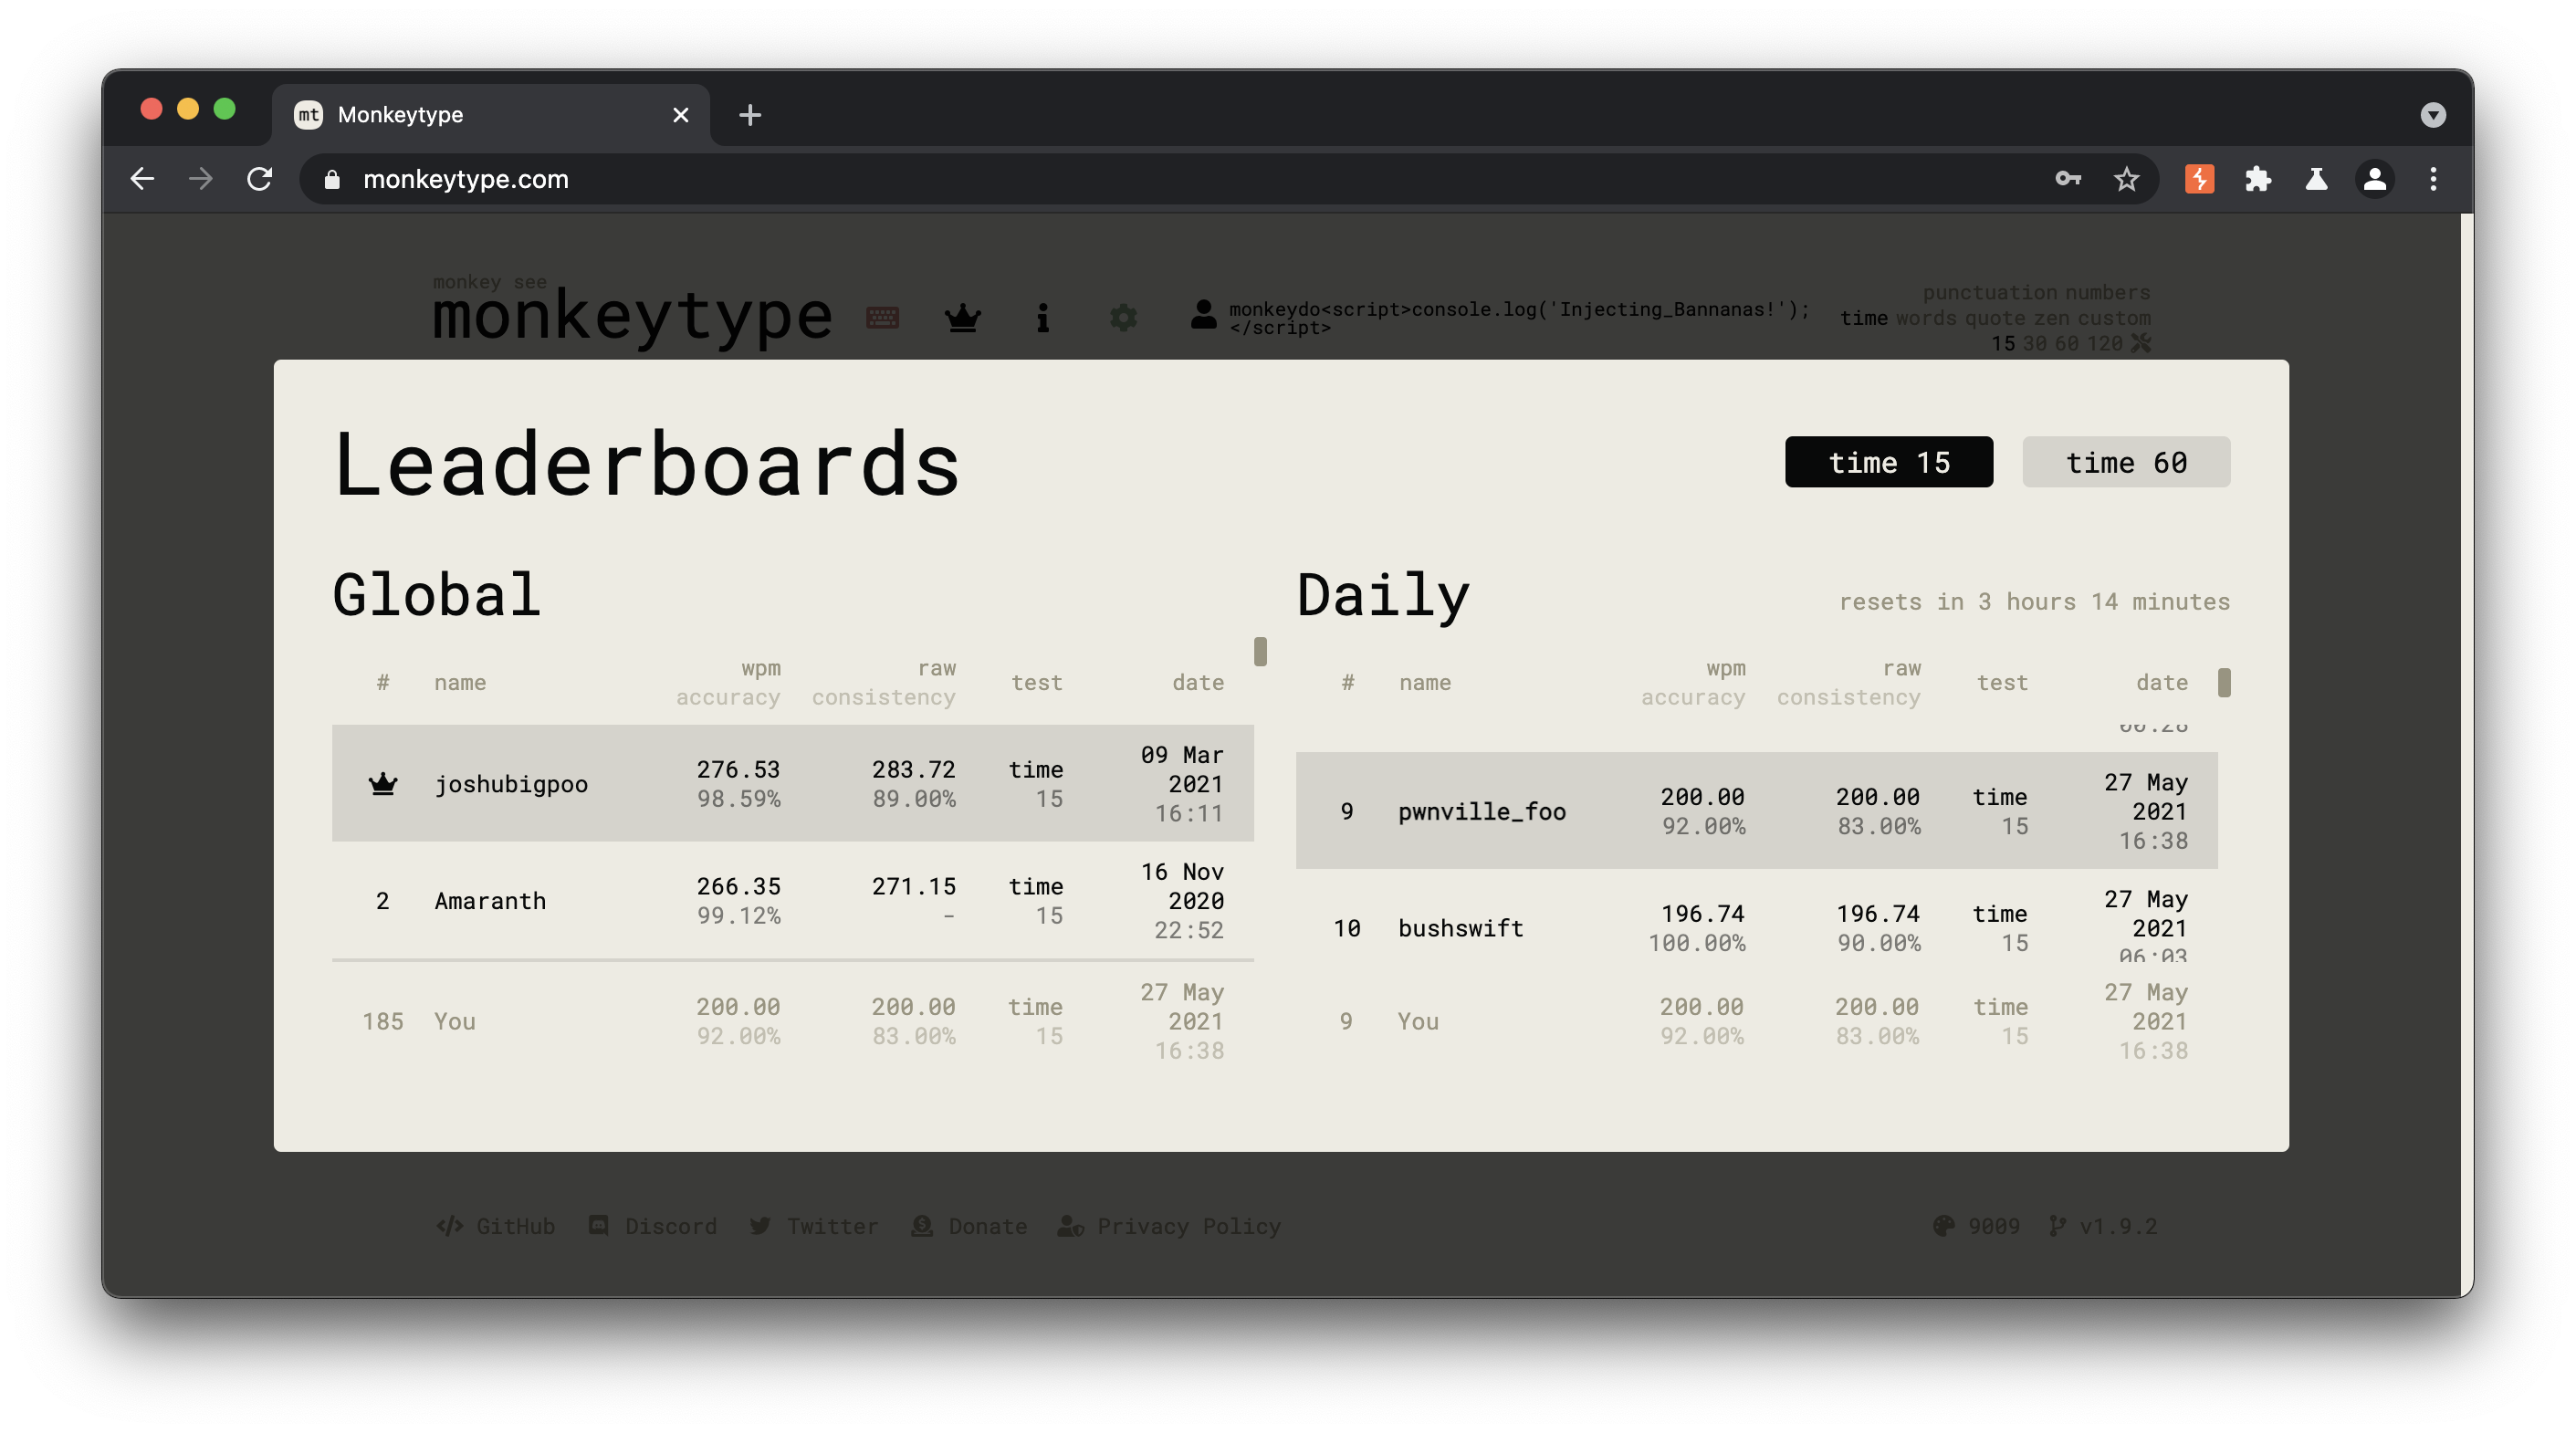 mt Monkeytype
monkeytype.com
monkey see
monkeytype
monkeydo<script>console.log('Injecting_Bannanas!');
</script>
punctuation numbers
time words quote zen custom
15 30 60 120
Leaderboards
time 15 time 60
Global
# name wpm raw test date
accuracy consistency
joshubigpoo 276.53 283.72 time 09 Mar 2021
98.59% 89.00% 15 16:11
2 Amaranth 266.35 271.15 time 16 Nov 2020
99.12% - 15 22:52
185 You 200.00 200.00 time 27 May 2021
92.00% 83.00% 15 16:38
Daily
resets in 3 hours 14 minutes
# name wpm raw test date
accuracy consistency
9 pwnville_foo 200.00 200.00 time 27 May 2021
92.00% 83.00% 15 16:38
10 bushswift 196.74 196.74 time 27 May 2021
100.00% 90.00% 15 06:03
9 You 200.00 200.00 time 27 May 2021
92.00% 83.00% 15 16:38
GitHub Discord Twitter Donate Privacy Policy
9009 v1.9.2